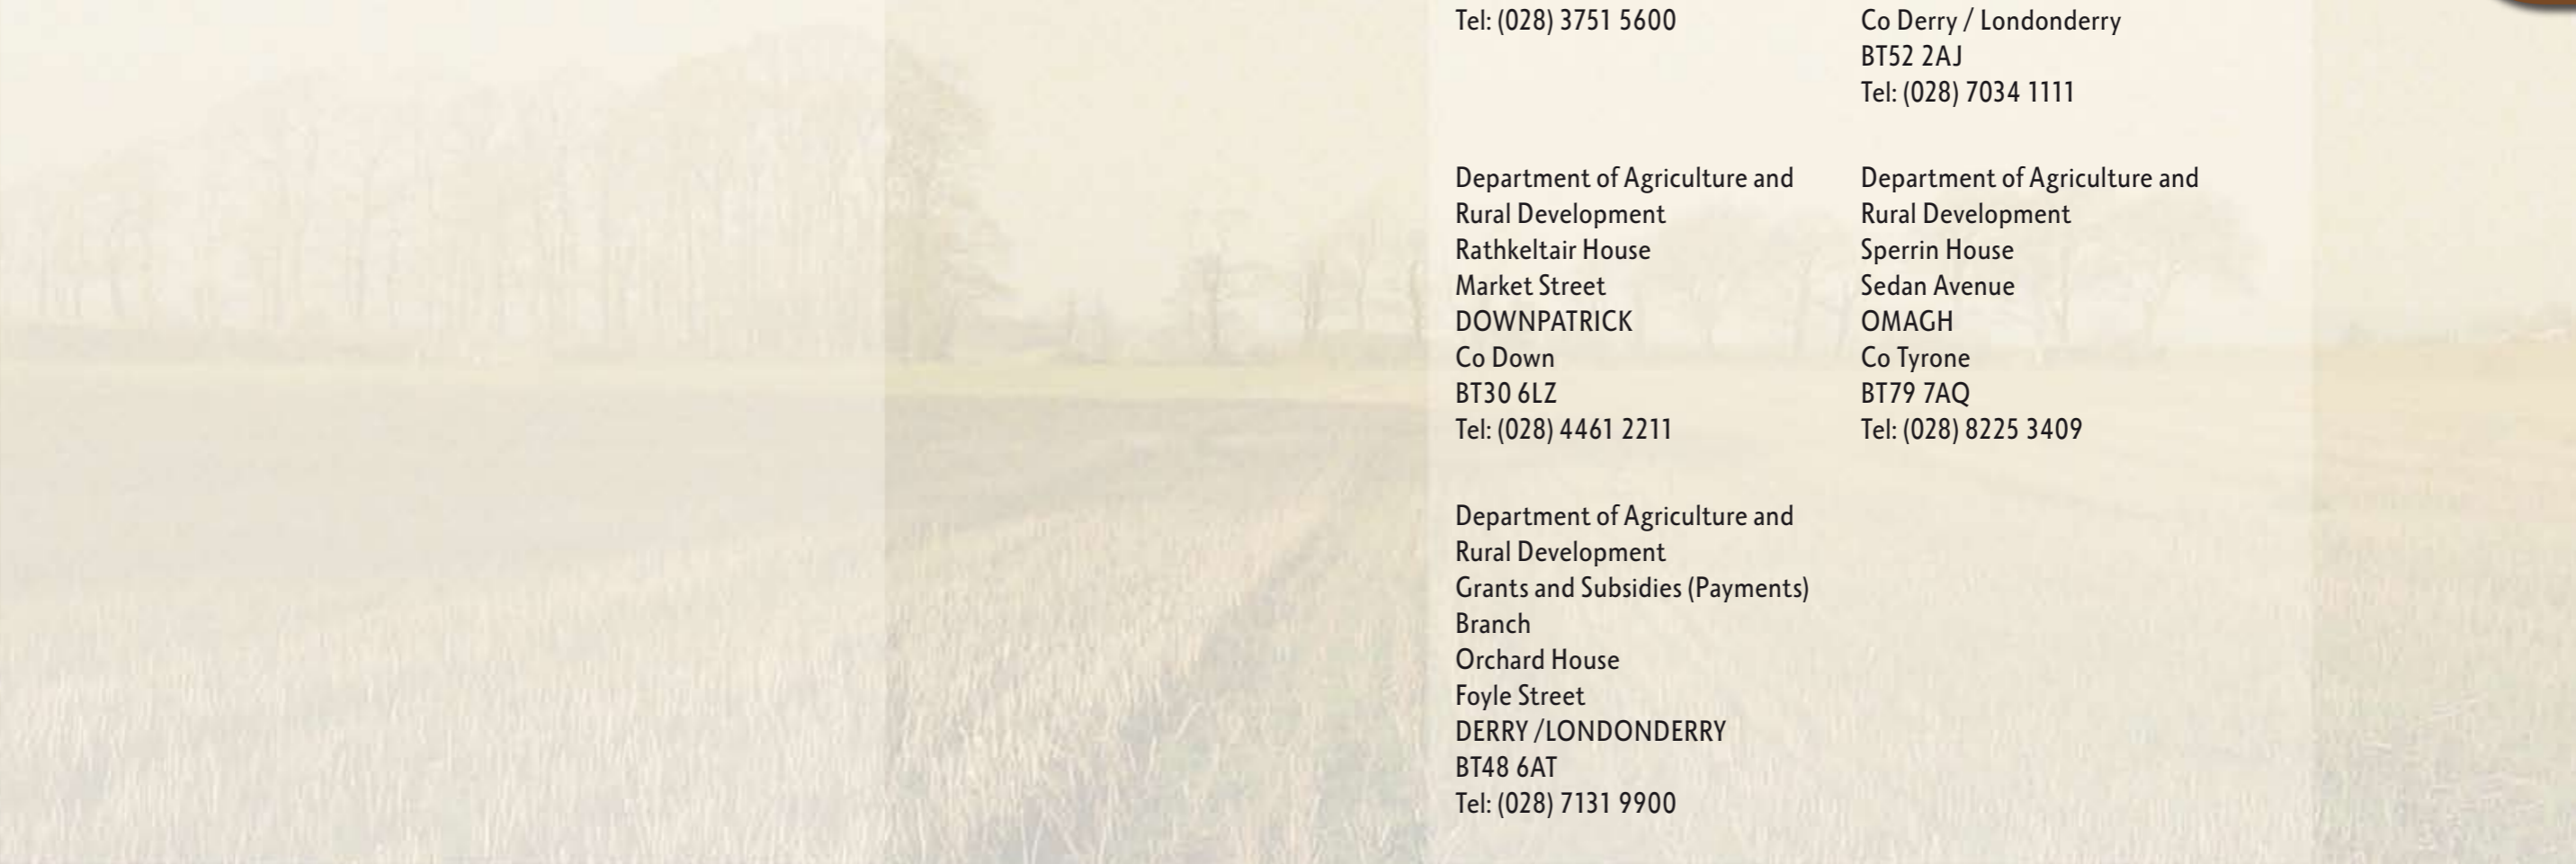 Tel: (028) 3751 5600
Co Derry / Londonderry
BT52 2AJ
Tel: (028) 7034 1111
Department of Agriculture and
Rural Development
Rathkeltair House
Market Street
DOWNPATRICK
Co Down
BT30 6LZ
Tel: (028) 4461 2211
Department of Agriculture and
Rural Development
Sperrin House
Sedan Avenue
OMAGH
Co Tyrone
BT79 7AQ
Tel: (028) 8225 3409
Department of Agriculture and
Rural Development
Grants and Subsidies (Payments)
Branch
Orchard House
Foyle Street
DERRY /LONDONDERRY
BT48 6AT
Tel: (028) 7131 9900